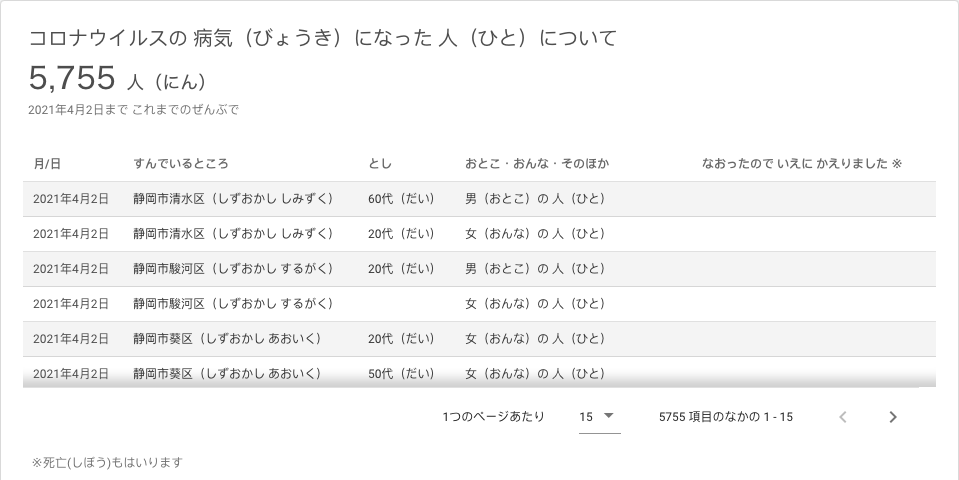 コロナウイルスの 病気（びょうき）になった 人（ひと）について
5,755 人（にん）
2021年4月2日まで これまでのぜんぶで
月/日 すんでいるところ とし おとこ・おんな・そのほか なおったので いえに かえりました ※
2021年4月2日 静岡市清水区（しずおかし しみずく） 60代（だい） 男（おとこ）の 人（ひと）
2021年4月2日 静岡市清水区（しずおかし しみずく） 20代（だい） 女（おんな）の 人（ひと）
2021年4月2日 静岡市駿河区（しずおかし するがく） 20代（だい） 男（おとこ）の 人（ひと）
2021年4月2日 静岡市駿河区（しずおかし するがく） 女（おんな）の 人（ひと）
2021年4月2日 静岡市葵区（しずおかし あおいく） 20代（だい） 女（おんな）の 人（ひと）
2021年4月2日 静岡市葵区（しずおかし あおいく） 50代（だい） 女（おんな）の 人（ひと）
1つのページあたり 15 5755 項目のなかの 1 - 15
※死亡(しぼう)もはいります